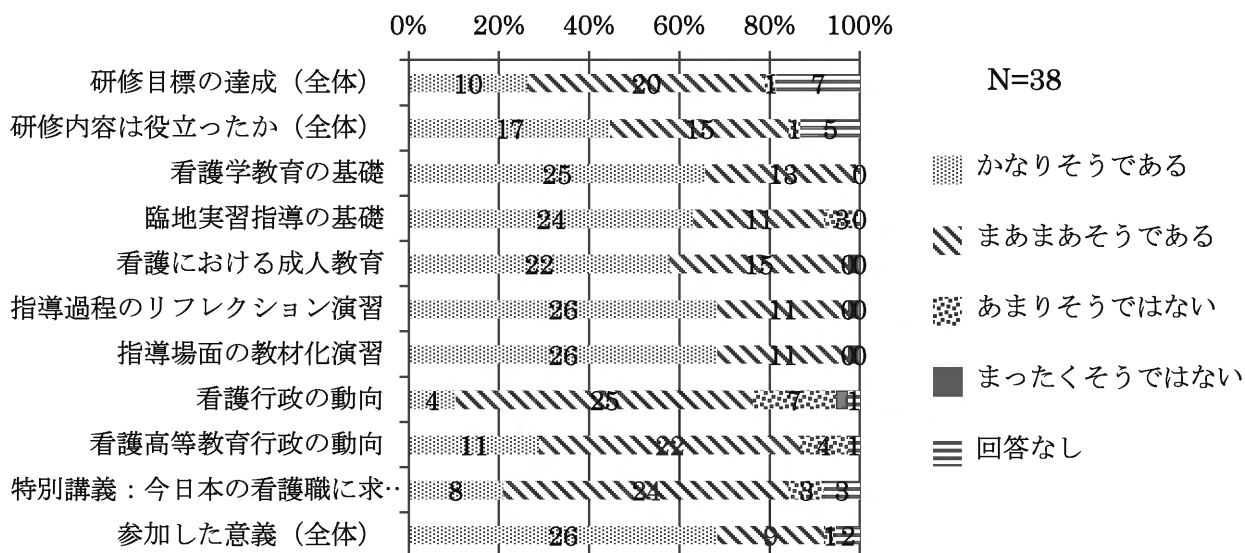 0% 20% 40% 60% 80% 100%
研修目標の達成（全体） 10 20 1 7
N=38
研修内容は役立ったか（全体） 17 15 1 5
看護学教育の基礎 25 13 0
かなりそうである
臨地実習指導の基礎 24 11 3 0
まあまあそうである
看護における成人教育 22 15 0 0
指導過程のリフレクション演習 26 11 0 0
あまりそうではない
指導場面の教材化演習 26 11 0 0
まったくそうではない
看護行政の動向 4 25 7 1
看護高等教育行政の動向 11 22 4 1
回答なし
特別講義：今日本の看護職に求‥ 8 24 3 3
参加した意義（全体） 26 9 1 2